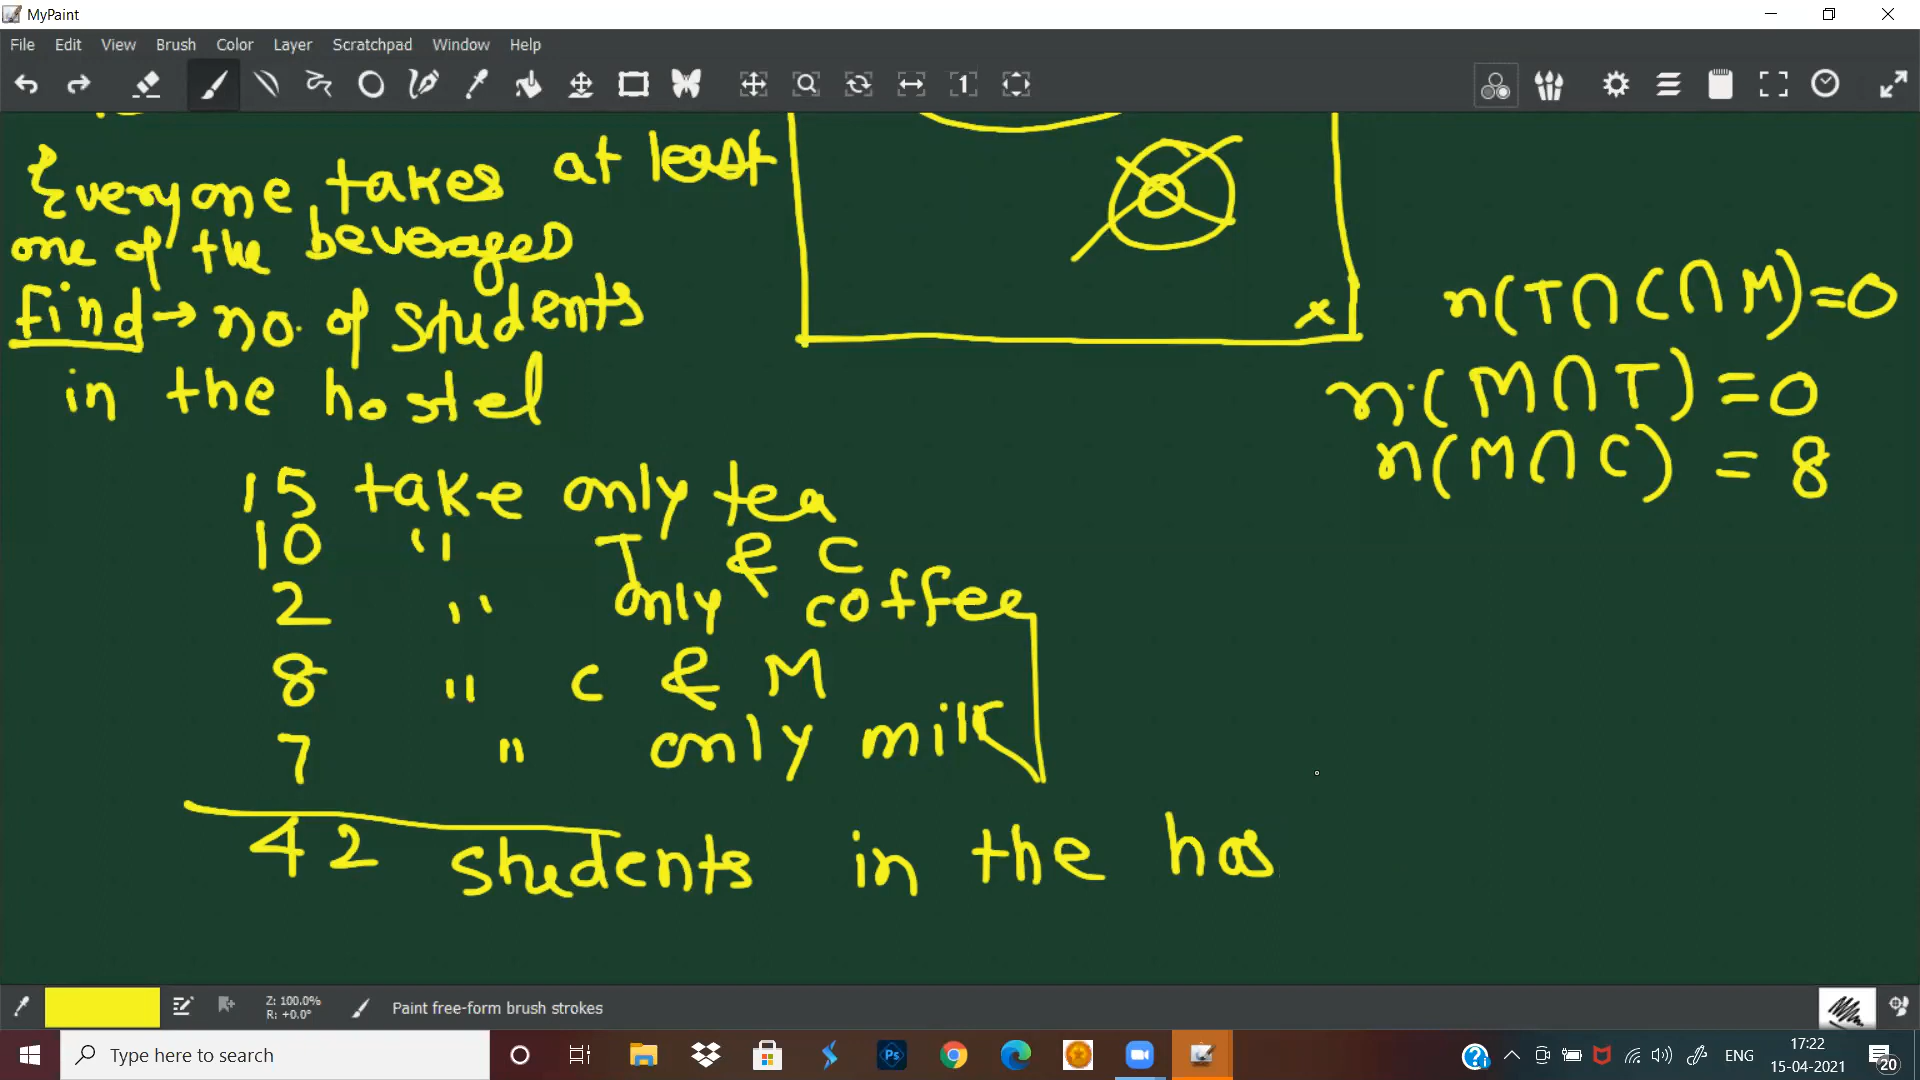 MyPaint
File Edit View Brush Color Layer Scratchpad Window Help
Everyone takes at least
one of the beverages
find → no. of students
in the hostel
x
n(T∩C∩M)=0
n(M∩T)=0
n(M∩C) = 8
15 take only tea
10 " T & C
2 " only coffee
8 " C & M
7 " only milk
42 students in the hos
Z: 100.0%
R: +0.0°
Paint free-form brush strokes
Type here to search
Ps
ENG
17:22
15-04-2021
20